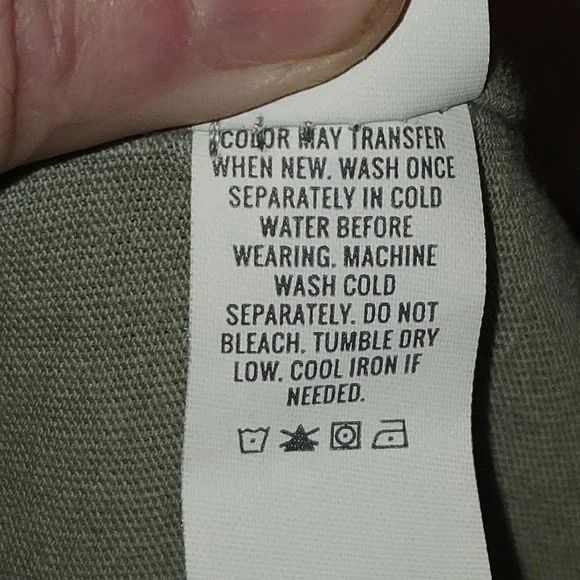 COLOR MAY TRANSFER
WHEN NEW. WASH ONCE
SEPARATELY IN COLD
WATER BEFORE
WEARING. MACHINE
WASH COLD
SEPARATELY. DO NOT
BLEACH. TUMBLE DRY
LOW. COOL IRON IF
NEEDED.